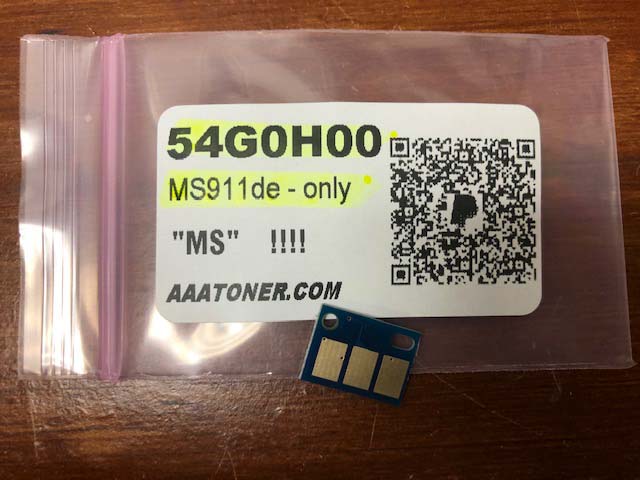 54G0H00
MS911de - only
"MS" !!!!
AAATONER.COM